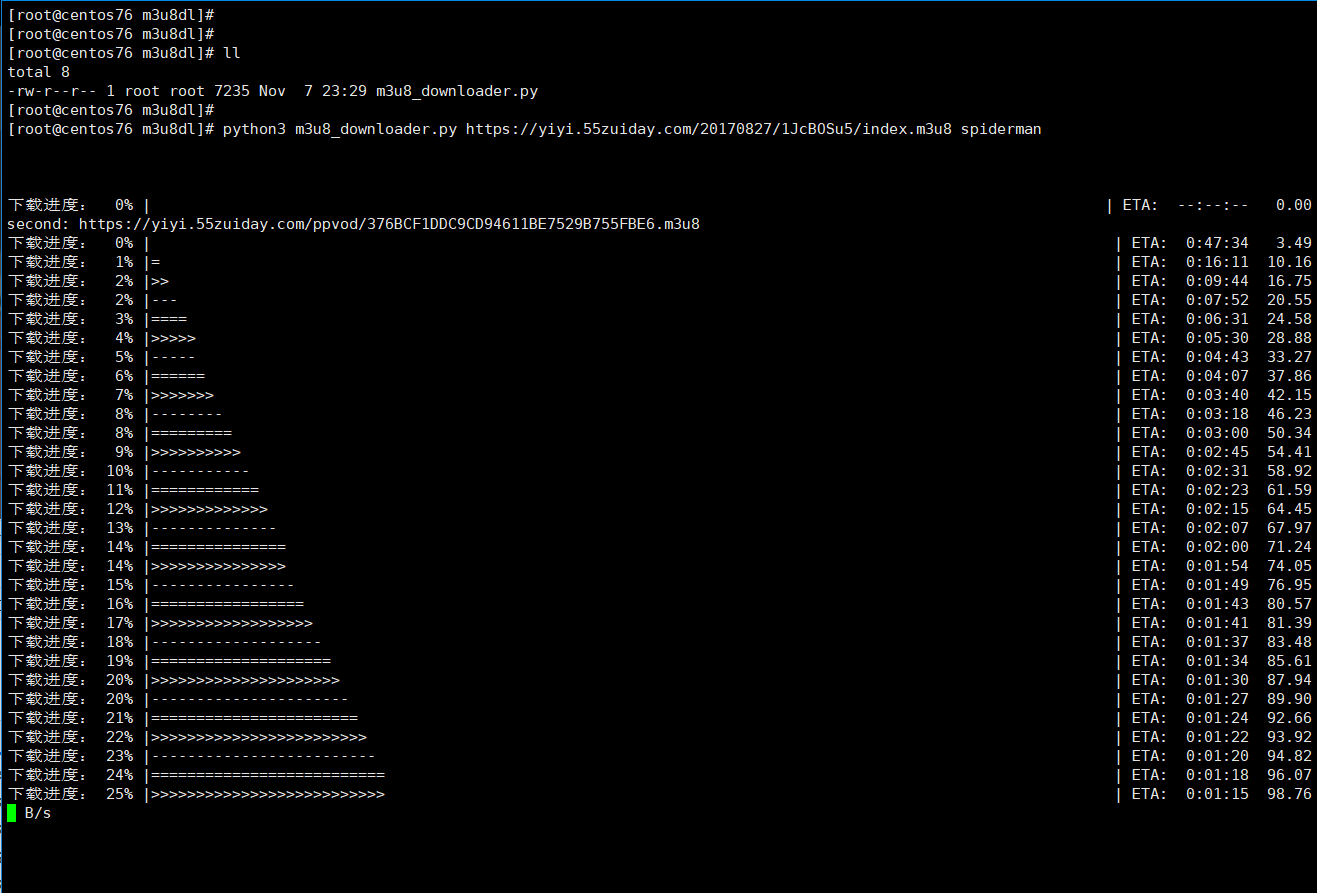 [root@centos76 m3u8dl]#
[root@centos76 m3u8dl]#
[root@centos76 m3u8dl]# ll
total 8
-rw-r--r-- 1 root root 7235 Nov  7 23:29 m3u8_downloader.py
[root@centos76 m3u8dl]#
[root@centos76 m3u8dl]# python3 m3u8_downloader.py https://yiyi.55zuiday.com/20170827/1JcBOSu5/index.m3u8 spiderman
下载进度：  0% | | ETA:  --:--:--   0.00
second: https://yiyi.55zuiday.com/ppvod/376BCF1DDC9CD94611BE7529B755FBE6.m3u8
下载进度：  0% | | ETA:  0:47:34   3.49
下载进度：  1% |= | ETA:  0:16:11  10.16
下载进度：  2% |>> | ETA:  0:09:44  16.75
下载进度：  2% |--- | ETA:  0:07:52  20.55
下载进度：  3% |==== | ETA:  0:06:31  24.58
下载进度：  4% |>>>>> | ETA:  0:05:30  28.88
下载进度：  5% |----- | ETA:  0:04:43  33.27
下载进度：  6% |====== | ETA:  0:04:07  37.86
下载进度：  7% |>>>>>>> | ETA:  0:03:40  42.15
下载进度：  8% |-------- | ETA:  0:03:18  46.23
下载进度：  8% |========= | ETA:  0:03:00  50.34
下载进度：  9% |>>>>>>>>>> | ETA:  0:02:45  54.41
下载进度： 10% |----------- | ETA:  0:02:31  58.92
下载进度： 11% |============ | ETA:  0:02:23  61.59
下载进度： 12% |>>>>>>>>>>>>> | ETA:  0:02:15  64.45
下载进度： 13% |-------------- | ETA:  0:02:07  67.97
下载进度： 14% |=============== | ETA:  0:02:00  71.24
下载进度： 14% |>>>>>>>>>>>>>>> | ETA:  0:01:54  74.05
下载进度： 15% |---------------- | ETA:  0:01:49  76.95
下载进度： 16% |================= | ETA:  0:01:43  80.57
下载进度： 17% |>>>>>>>>>>>>>>>>>> | ETA:  0:01:41  81.39
下载进度： 18% |------------------- | ETA:  0:01:37  83.48
下载进度： 19% |==================== | ETA:  0:01:34  85.61
下载进度： 20% |>>>>>>>>>>>>>>>>>>>>> | ETA:  0:01:30  87.94
下载进度： 20% |---------------------- | ETA:  0:01:27  89.90
下载进度： 21% |======================= | ETA:  0:01:24  92.66
下载进度： 22% |>>>>>>>>>>>>>>>>>>>>>>>> | ETA:  0:01:22  93.92
下载进度： 23% |------------------------- | ETA:  0:01:20  94.82
下载进度： 24% |========================== | ETA:  0:01:18  96.07
下载进度： 25% |>>>>>>>>>>>>>>>>>>>>>>>>>> | ETA:  0:01:15  98.76
B/s